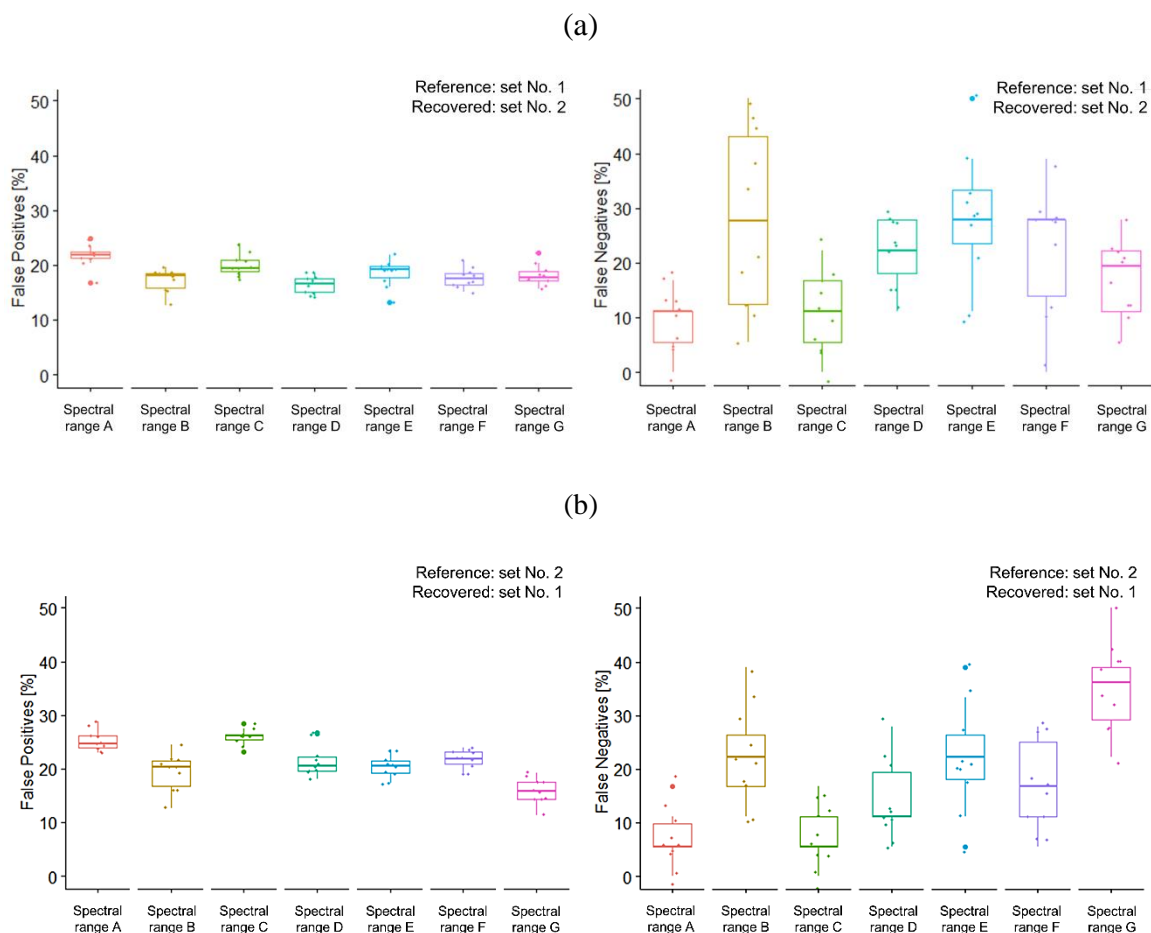 (a)
Reference: set No. 1
Recovered: set No. 2
False Positives [%]
50
40
30
20
10
0
Spectral range A
Spectral range B
Spectral range C
Spectral range D
Spectral range E
Spectral range F
Spectral range G
Reference: set No. 1
Recovered: set No. 2
False Negatives [%]
50
40
30
20
10
0
Spectral range A
Spectral range B
Spectral range C
Spectral range D
Spectral range E
Spectral range F
Spectral range G
(b)
Reference: set No. 2
Recovered: set No. 1
False Positives [%]
50
40
30
20
10
0
Spectral range A
Spectral range B
Spectral range C
Spectral range D
Spectral range E
Spectral range F
Spectral range G
Reference: set No. 2
Recovered: set No. 1
False Negatives [%]
50
40
30
20
10
0
Spectral range A
Spectral range B
Spectral range C
Spectral range D
Spectral range E
Spectral range F
Spectral range G